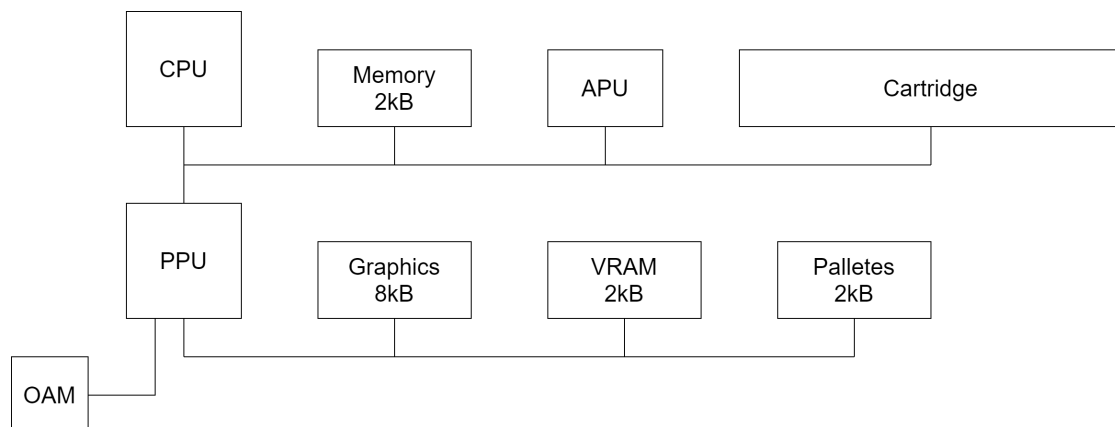 CPU
Memory
2kB
APU
Cartridge
PPU
Graphics
8kB
VRAM
2kB
Palletes
2kB
OAM